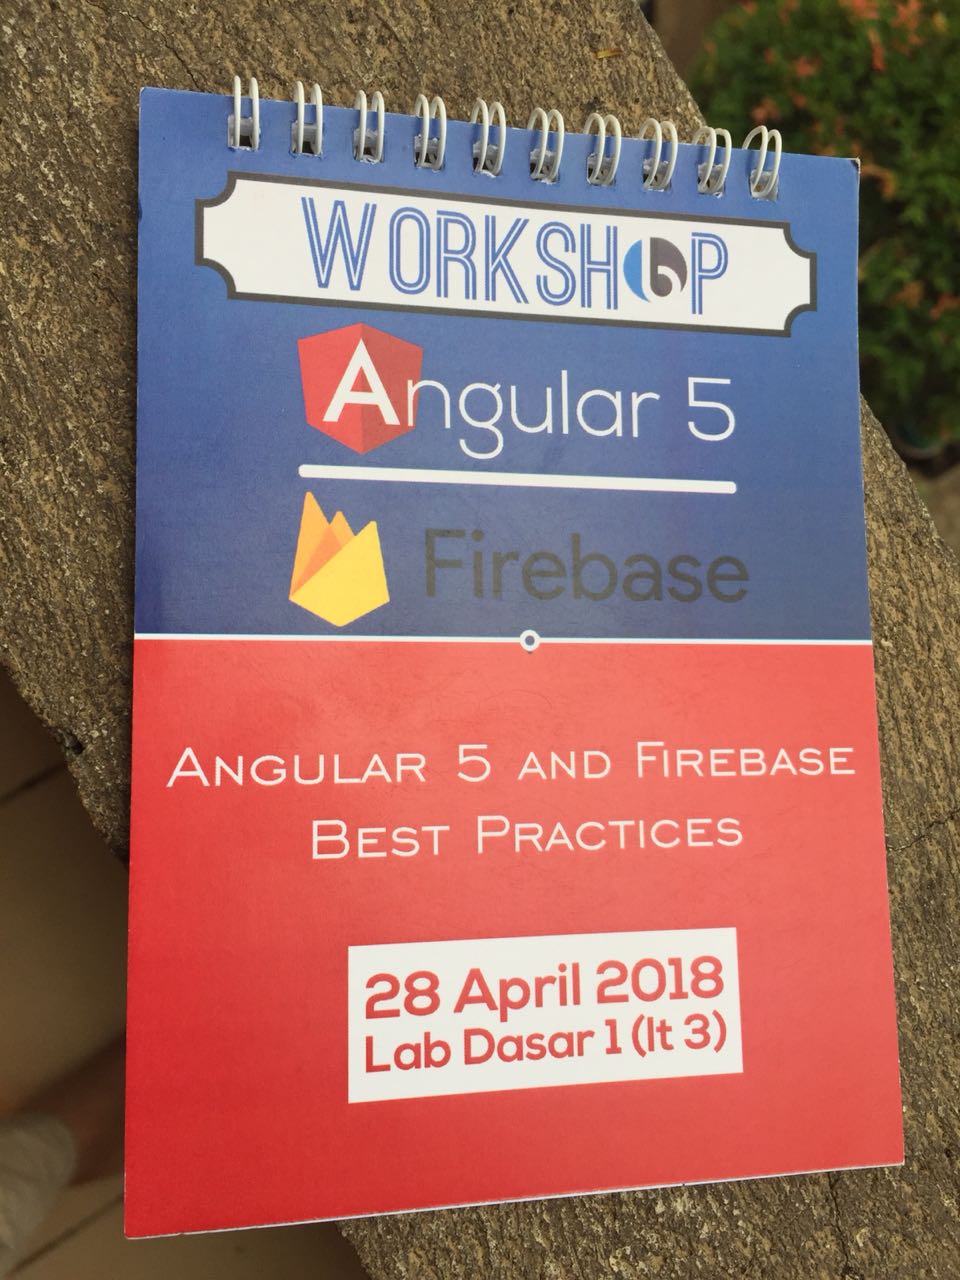 WORKSHOP
Angular 5
Firebase
Angular 5 and Firebase
Best Practices
28 April 2018
Lab Dasar 1 (lt 3)